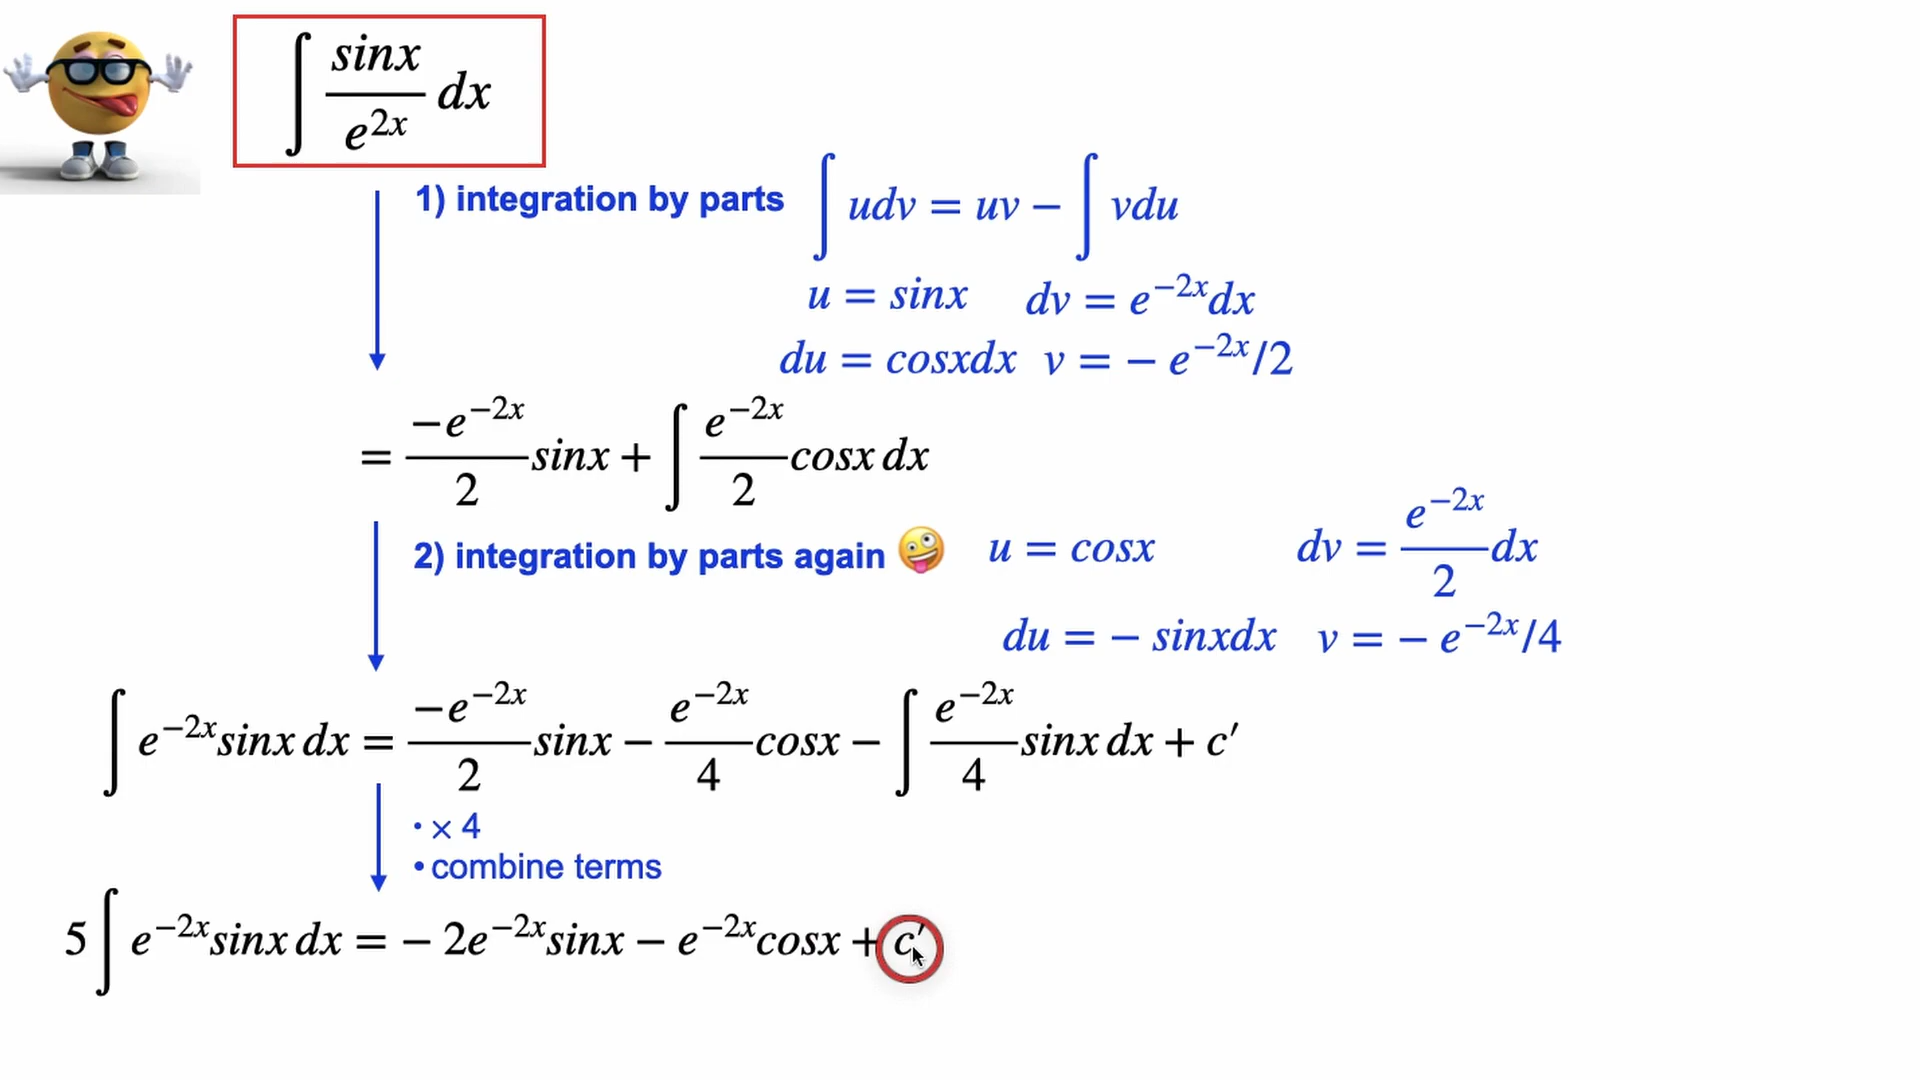 ∫ sinx / e^{2x} dx
1) integration by parts ∫ udv = uv − ∫ vdu
u = sinx dv = e^{−2x}dx
du = cosxdx v = − e^{−2x}/2
= −e^{−2x}/2 sinx + ∫ e^{−2x}/2 cosx dx
2) integration by parts again 🤪 u = cosx dv = e^{−2x}/2 dx
du = − sinxdx v = − e^{−2x}/4
∫ e^{−2x}sinx dx = −e^{−2x}/2 sinx − e^{−2x}/4 cosx − ∫ e^{−2x}/4 sinx dx + c′
• × 4
• combine terms
5∫ e^{−2x}sinx dx = − 2e^{−2x}sinx − e^{−2x}cosx + c′